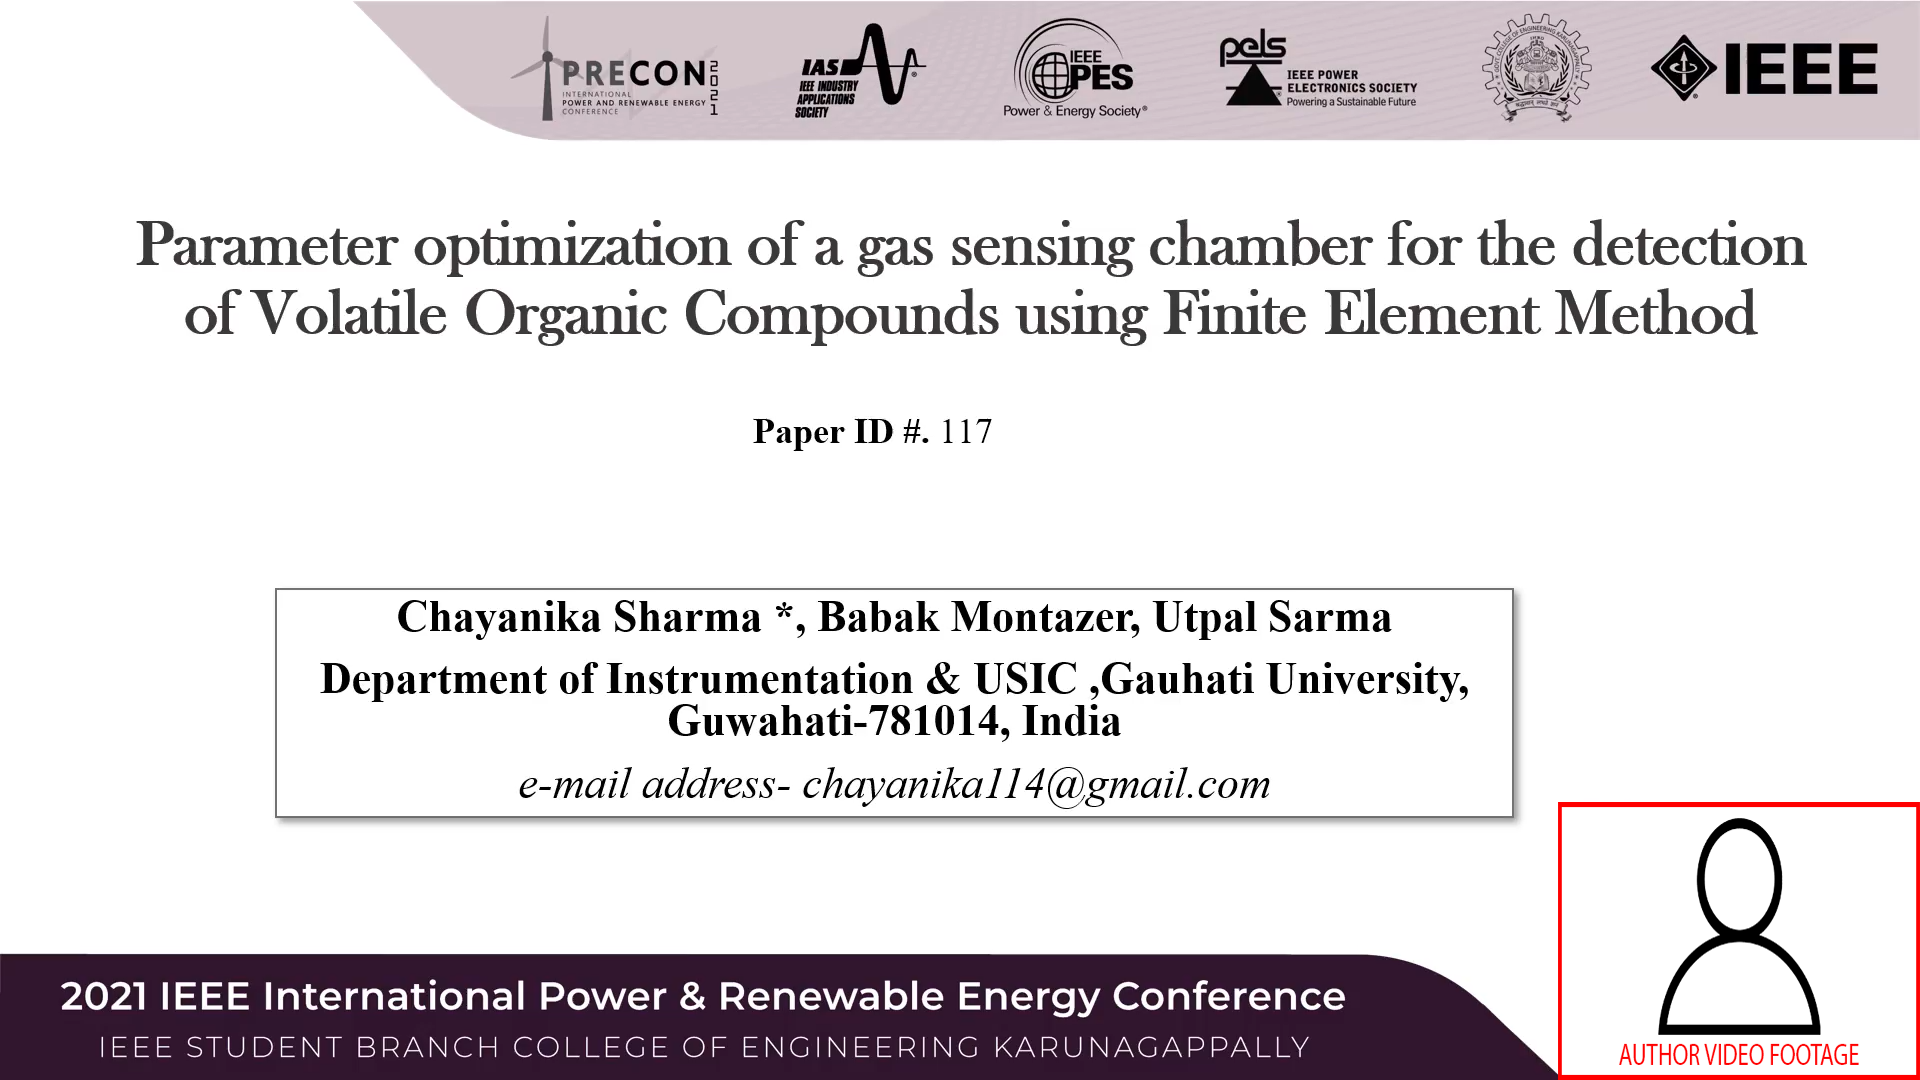 PRECON 2021
INTERNATIONAL
POWER AND RENEWABLE ENERGY
CONFERENCE
IAS
IEEE INDUSTRY
APPLICATIONS
SOCIETY
IEEE
PES
Power & Energy Society®
pels
IEEE POWER
ELECTRONICS SOCIETY
Powering a Sustainable Future
IEEE
Parameter optimization of a gas sensing chamber for the detection
of Volatile Organic Compounds using Finite Element Method
Paper ID #. 117
Chayanika Sharma *, Babak Montazer, Utpal Sarma
Department of Instrumentation & USIC ,Gauhati University,
Guwahati-781014, India
e-mail address- chayanika114@gmail.com
2021 IEEE International Power & Renewable Energy Conference
IEEE STUDENT BRANCH COLLEGE OF ENGINEERING KARUNAGAPPALLY
AUTHOR VIDEO FOOTAGE